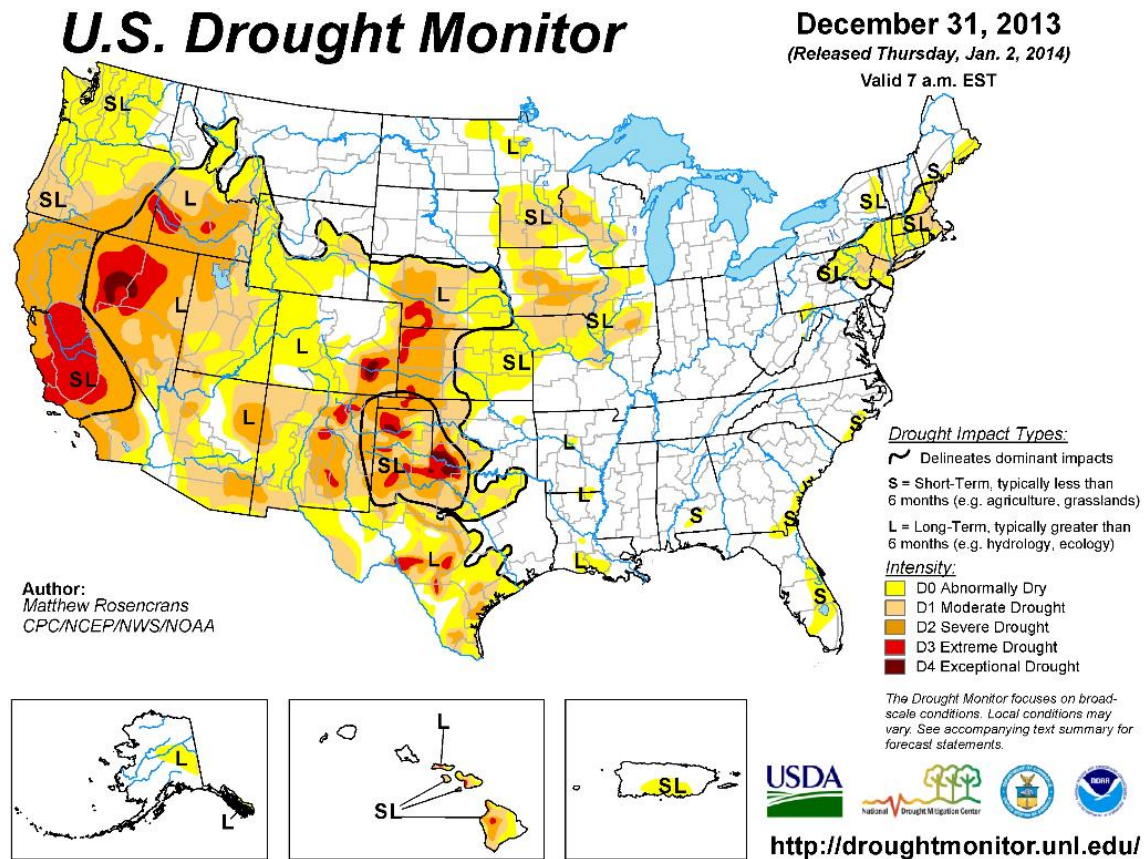 U.S. Drought Monitor
December 31, 2013
(Released Thursday, Jan. 2, 2014)
Valid 7 a.m. EST
SL
L
S
SL
SL
L
SL
SL
L
SL
L
SL
L
SL
SL
L
S
L
SL
L
S
S
L
L
S
Drought Impact Types:
Delineates dominant impacts
S = Short-Term, typically less than
6 months (e.g. agriculture, grasslands)
L = Long-Term, typically greater than
6 months (e.g. hydrology, ecology)
Intensity:
D0 Abnormally Dry
D1 Moderate Drought
D2 Severe Drought
D3 Extreme Drought
D4 Exceptional Drought
Author:
Matthew Rosencrans
CPC/NCEP/NWS/NOAA
The Drought Monitor focuses on broad-
scale conditions. Local conditions may
vary. See accompanying text summary for
forecast statements.
L
L
L
SL
SL
USDA
National Drought Mitigation Center
NOAA
http://droughtmonitor.unl.edu/